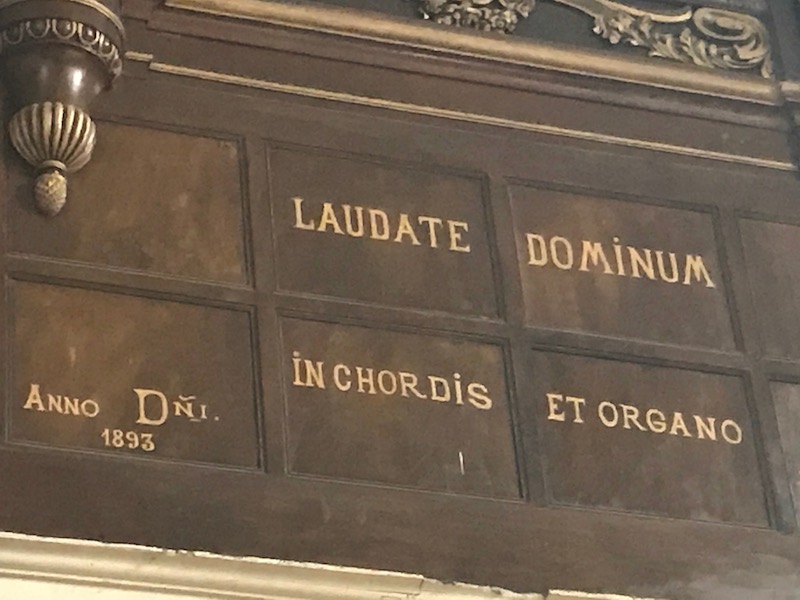 LAUDATE DOMINUM
IN CHORDIS ET ORGANO
ANNO DÑI.
1893